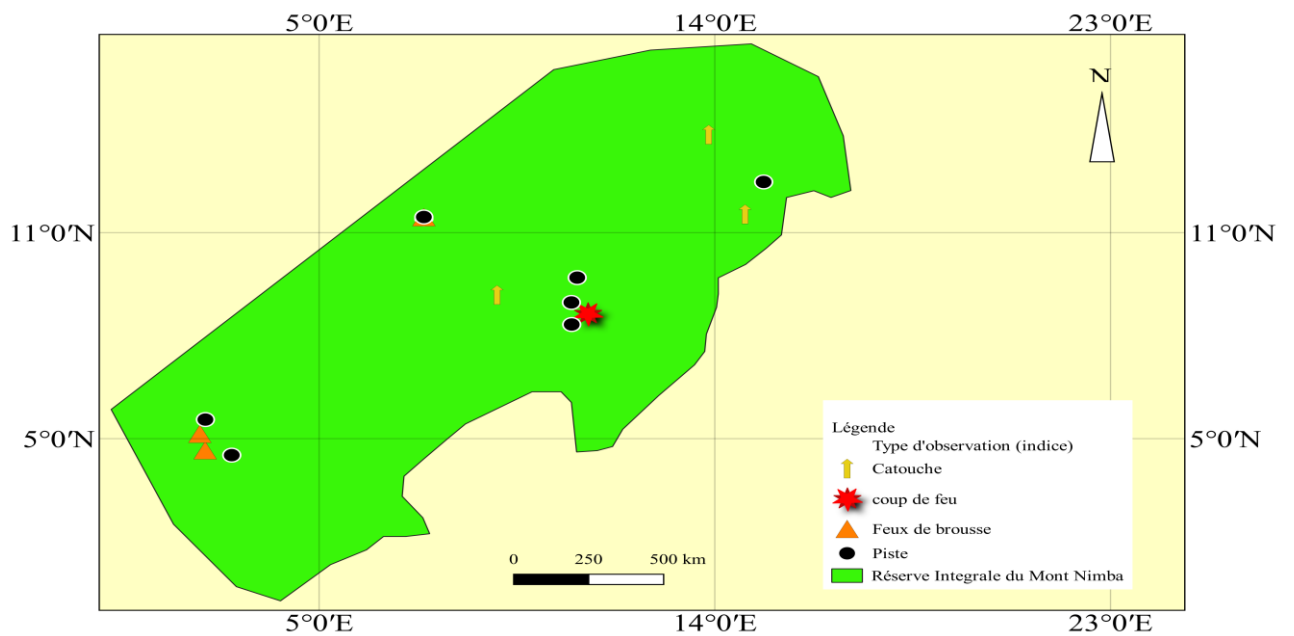 5°0′E 14°0′E 23°0′E
N
11°0′N 11°0′N
5°0′N 5°0′N
Légende
Type d'observation (indice)
Catouche
coup de feu
Feux de brousse
Piste
Réserve Integrale du Mont Nimba
0 250 500 km
5°0′E 14°0′E 23°0′E